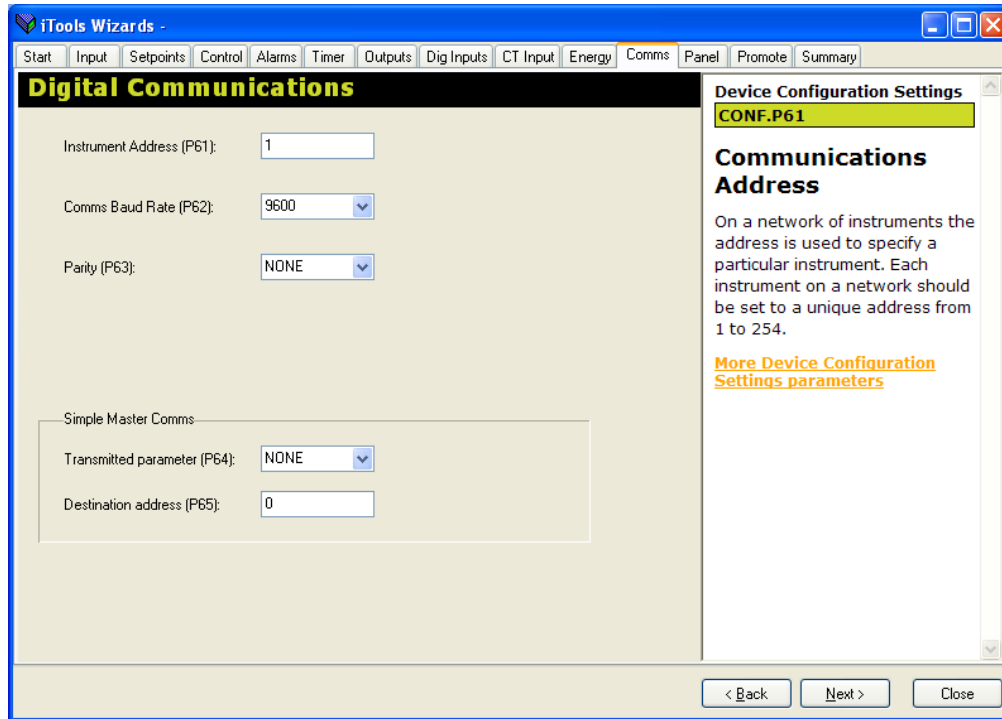 iTools Wizards -
Start Input Setpoints Control Alarms Timer Outputs Dig Inputs CT Input Energy Comms Panel Promote Summary
Digital Communications
Instrument Address (P61): 1
Comms Baud Rate (P62): 9600
Parity (P63): NONE
Simple Master Comms
Transmitted parameter (P64): NONE
Destination address (P65): 0
Device Configuration Settings
CONF.P61
Communications
Address
On a network of instruments the
address is used to specify a
particular instrument. Each
instrument on a network should
be set to a unique address from
1 to 254.
More Device Configuration
Settings parameters
< Back Next > Close